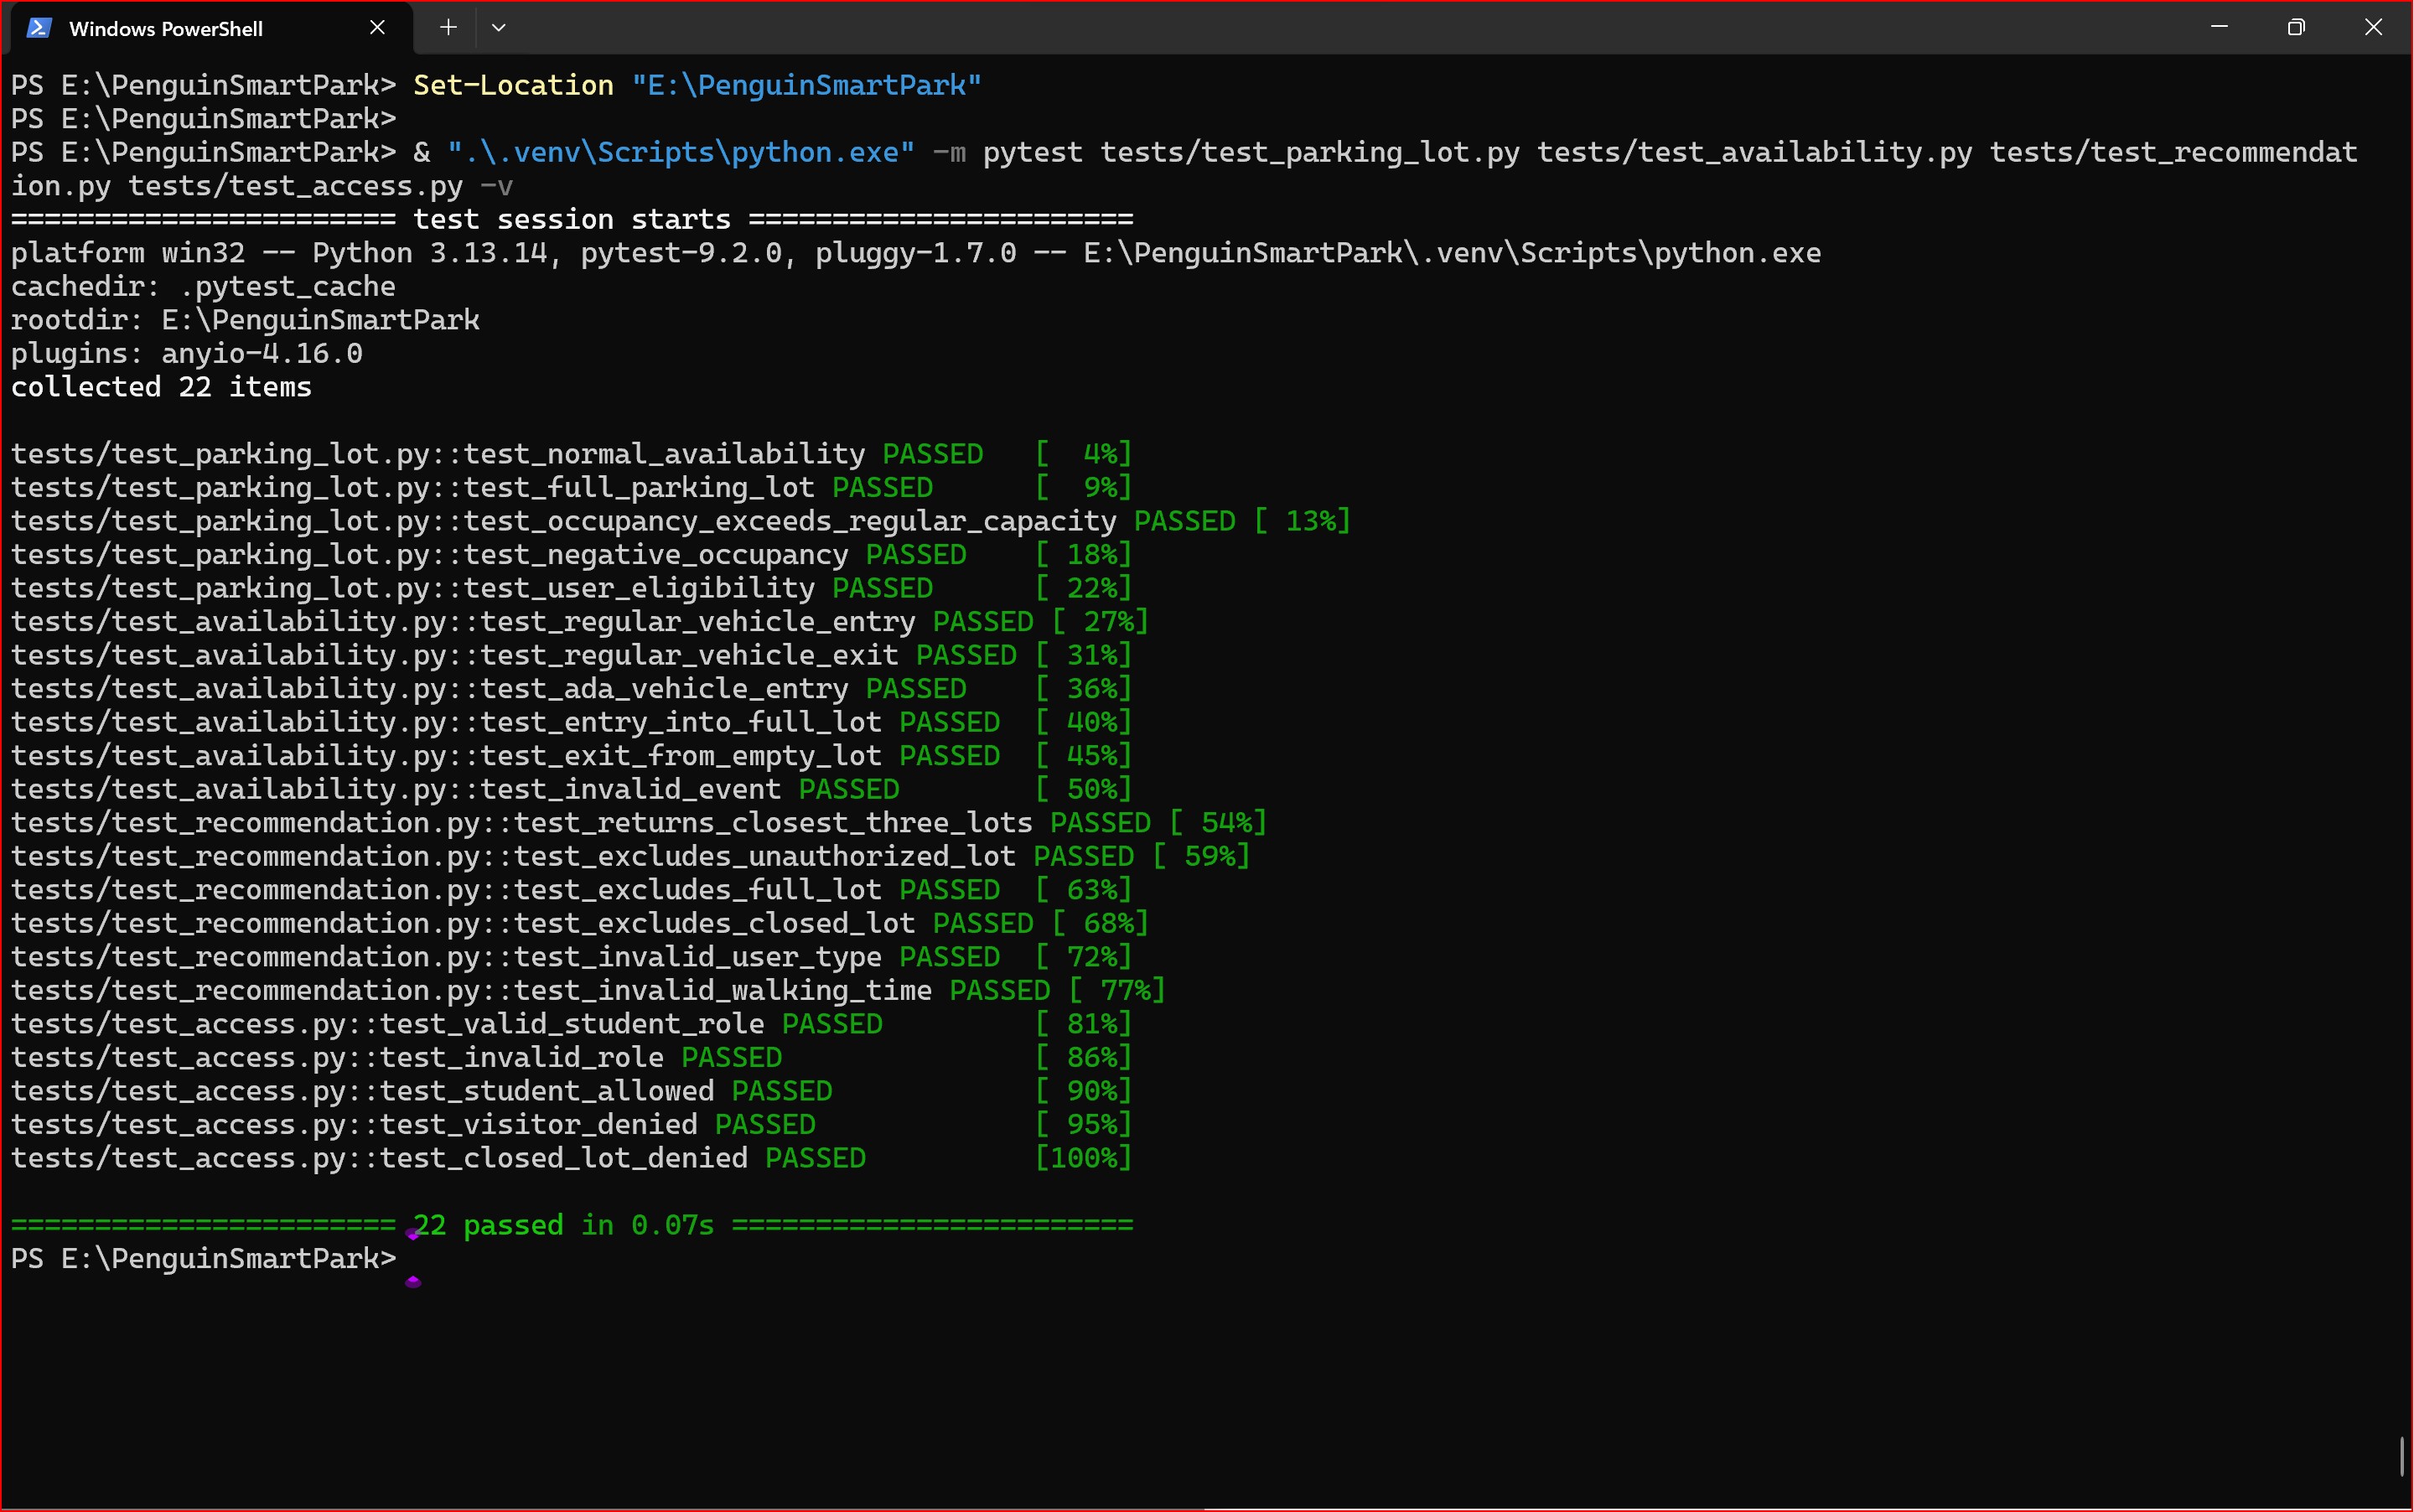 Windows PowerShell
PS E:\PenguinSmartPark> Set-Location "E:\PenguinSmartPark"
PS E:\PenguinSmartPark>
PS E:\PenguinSmartPark> & ".\.venv\Scripts\python.exe" -m pytest tests/test_parking_lot.py tests/test_availability.py tests/test_recommendat
ion.py tests/test_access.py -v
======================= test session starts =======================
platform win32 -- Python 3.13.14, pytest-9.2.0, pluggy-1.7.0 -- E:\PenguinSmartPark\.venv\Scripts\python.exe
cachedir: .pytest_cache
rootdir: E:\PenguinSmartPark
plugins: anyio-4.16.0
collected 22 items
tests/test_parking_lot.py::test_normal_availability PASSED   [  4%]
tests/test_parking_lot.py::test_full_parking_lot PASSED      [  9%]
tests/test_parking_lot.py::test_occupancy_exceeds_regular_capacity PASSED [ 13%]
tests/test_parking_lot.py::test_negative_occupancy PASSED    [ 18%]
tests/test_parking_lot.py::test_user_eligibility PASSED      [ 22%]
tests/test_availability.py::test_regular_vehicle_entry PASSED [ 27%]
tests/test_availability.py::test_regular_vehicle_exit PASSED [ 31%]
tests/test_availability.py::test_ada_vehicle_entry PASSED    [ 36%]
tests/test_availability.py::test_entry_into_full_lot PASSED  [ 40%]
tests/test_availability.py::test_exit_from_empty_lot PASSED  [ 45%]
tests/test_availability.py::test_invalid_event PASSED        [ 50%]
tests/test_recommendation.py::test_returns_closest_three_lots PASSED [ 54%]
tests/test_recommendation.py::test_excludes_unauthorized_lot PASSED [ 59%]
tests/test_recommendation.py::test_excludes_full_lot PASSED  [ 63%]
tests/test_recommendation.py::test_excludes_closed_lot PASSED [ 68%]
tests/test_recommendation.py::test_invalid_user_type PASSED  [ 72%]
tests/test_recommendation.py::test_invalid_walking_time PASSED [ 77%]
tests/test_access.py::test_valid_student_role PASSED         [ 81%]
tests/test_access.py::test_invalid_role PASSED               [ 86%]
tests/test_access.py::test_student_allowed PASSED            [ 90%]
tests/test_access.py::test_visitor_denied PASSED             [ 95%]
tests/test_access.py::test_closed_lot_denied PASSED          [100%]
======================= 22 passed in 0.07s ========================
PS E:\PenguinSmartPark>